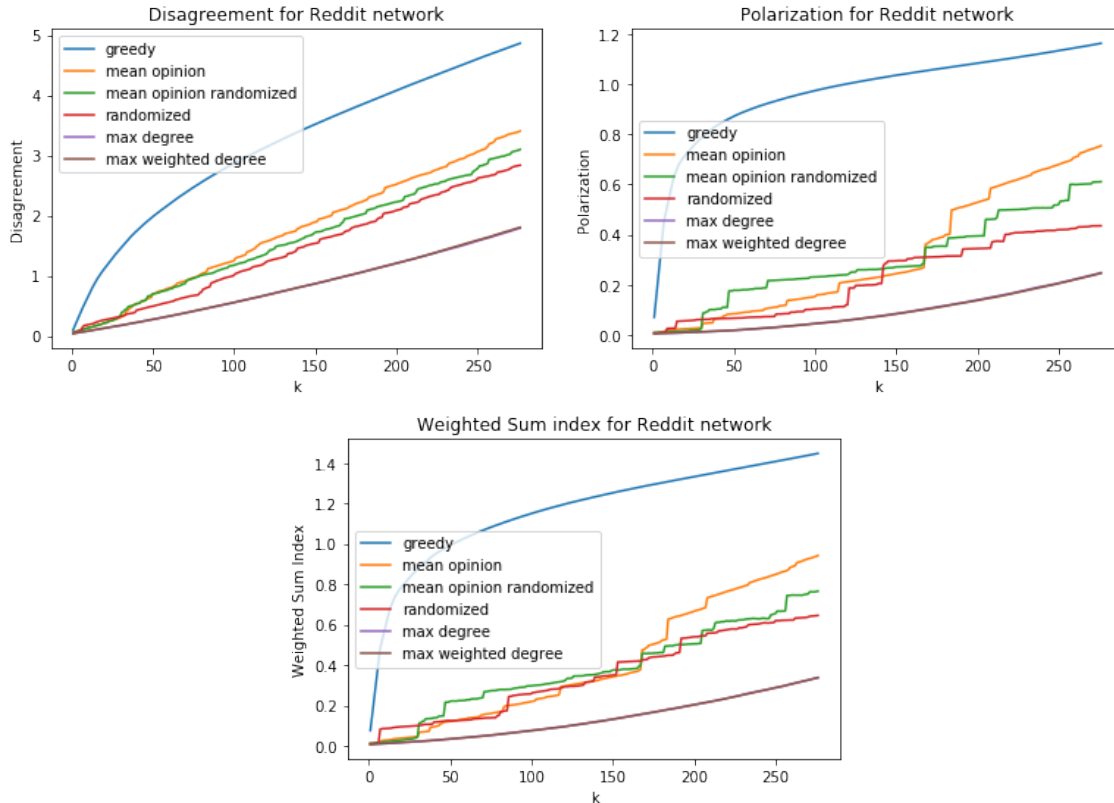 Disagreement for Reddit network
5
4
3
2
1
0
Disagreement
greedy
mean opinion
mean opinion randomized
randomized
max degree
max weighted degree
0 50 100 150 200 250
k
Polarization for Reddit network
1.2
1.0
0.8
0.6
0.4
0.2
0.0
Polarization
greedy
mean opinion
mean opinion randomized
randomized
max degree
max weighted degree
0 50 100 150 200 250
k
Weighted Sum index for Reddit network
1.4
1.2
1.0
0.8
0.6
0.4
0.2
0.0
Weighted Sum Index
greedy
mean opinion
mean opinion randomized
randomized
max degree
max weighted degree
0 50 100 150 200 250
k